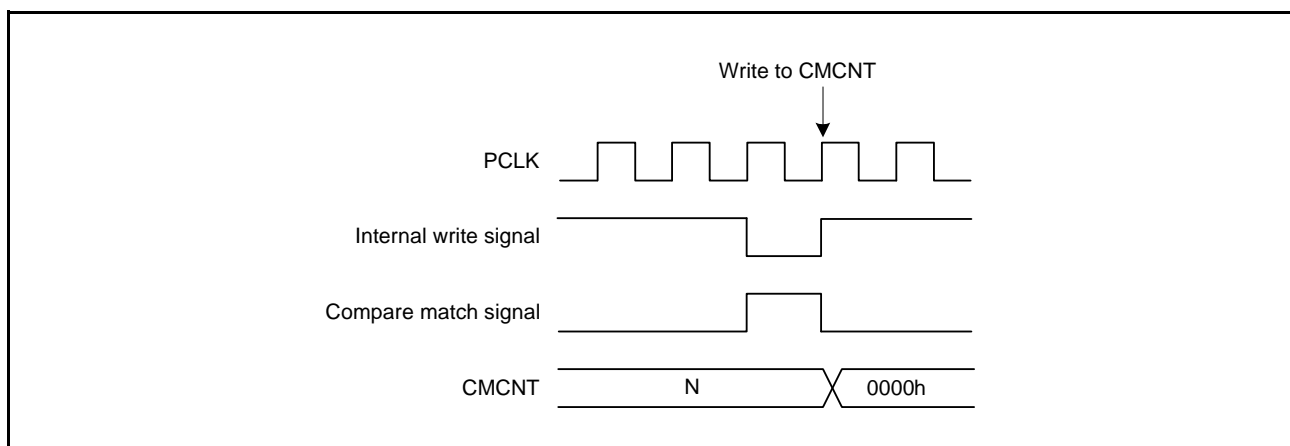 Write to CMCNT
PCLK
Internal write signal
Compare match signal
CMCNT N 0000h